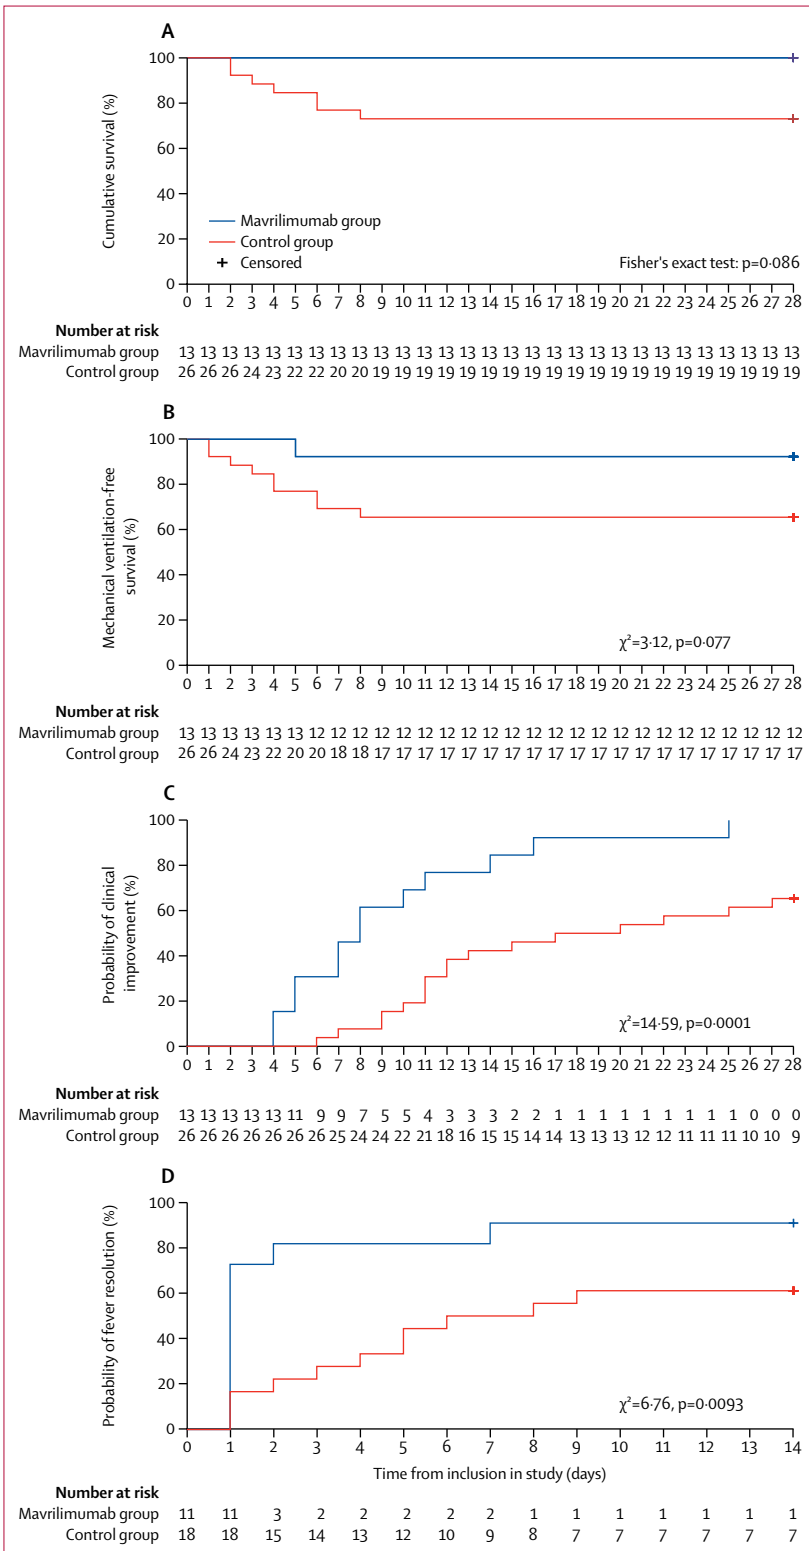 A
100
80
60
40
20
0
Cumulative survival (%)
Mavrilimumab group
Control group
+ Censored
Fisher's exact test: p=0·086
0 1 2 3 4 5 6 7 8 9 10 11 12 13 14 15 16 17 18 19 20 21 22 23 24 25 26 27 28
Number at risk
Mavrilimumab group 13 13 13 13 13 13 13 13 13 13 13 13 13 13 13 13 13 13 13 13 13 13 13 13 13 13 13 13 13
Control group 26 26 26 24 23 22 22 20 20 19 19 19 19 19 19 19 19 19 19 19 19 19 19 19 19 19 19 19 19
B
100
80
60
40
20
0
Mechanical ventilation-free
survival (%)
χ²=3·12, p=0·077
0 1 2 3 4 5 6 7 8 9 10 11 12 13 14 15 16 17 18 19 20 21 22 23 24 25 26 27 28
Number at risk
Mavrilimumab group 13 13 13 13 13 13 12 12 12 12 12 12 12 12 12 12 12 12 12 12 12 12 12 12 12 12 12 12 12
Control group 26 26 24 23 22 20 20 18 18 17 17 17 17 17 17 17 17 17 17 17 17 17 17 17 17 17 17 17 17
C
100
80
60
40
20
0
Probability of clinical
improvement (%)
χ²=14·59, p=0·0001
0 1 2 3 4 5 6 7 8 9 10 11 12 13 14 15 16 17 18 19 20 21 22 23 24 25 26 27 28
Number at risk
Mavrilimumab group 13 13 13 13 13 11 9 9 7 5 5 4 3 3 3 2 2 1 1 1 1 1 1 1 1 1 0 0 0
Control group 26 26 26 26 26 26 26 25 24 24 22 21 18 16 15 15 14 14 13 13 13 12 12 11 11 11 10 10 9
D
100
80
60
40
20
0
Probability of fever resolution (%)
χ²=6·76, p=0·0093
0 1 2 3 4 5 6 7 8 9 10 11 12 13 14
Time from inclusion in study (days)
Number at risk
Mavrilimumab group 11 11 3 2 2 2 2 2 1 1 1 1 1 1 1
Control group 18 18 15 14 13 12 10 9 8 7 7 7 7 7 7